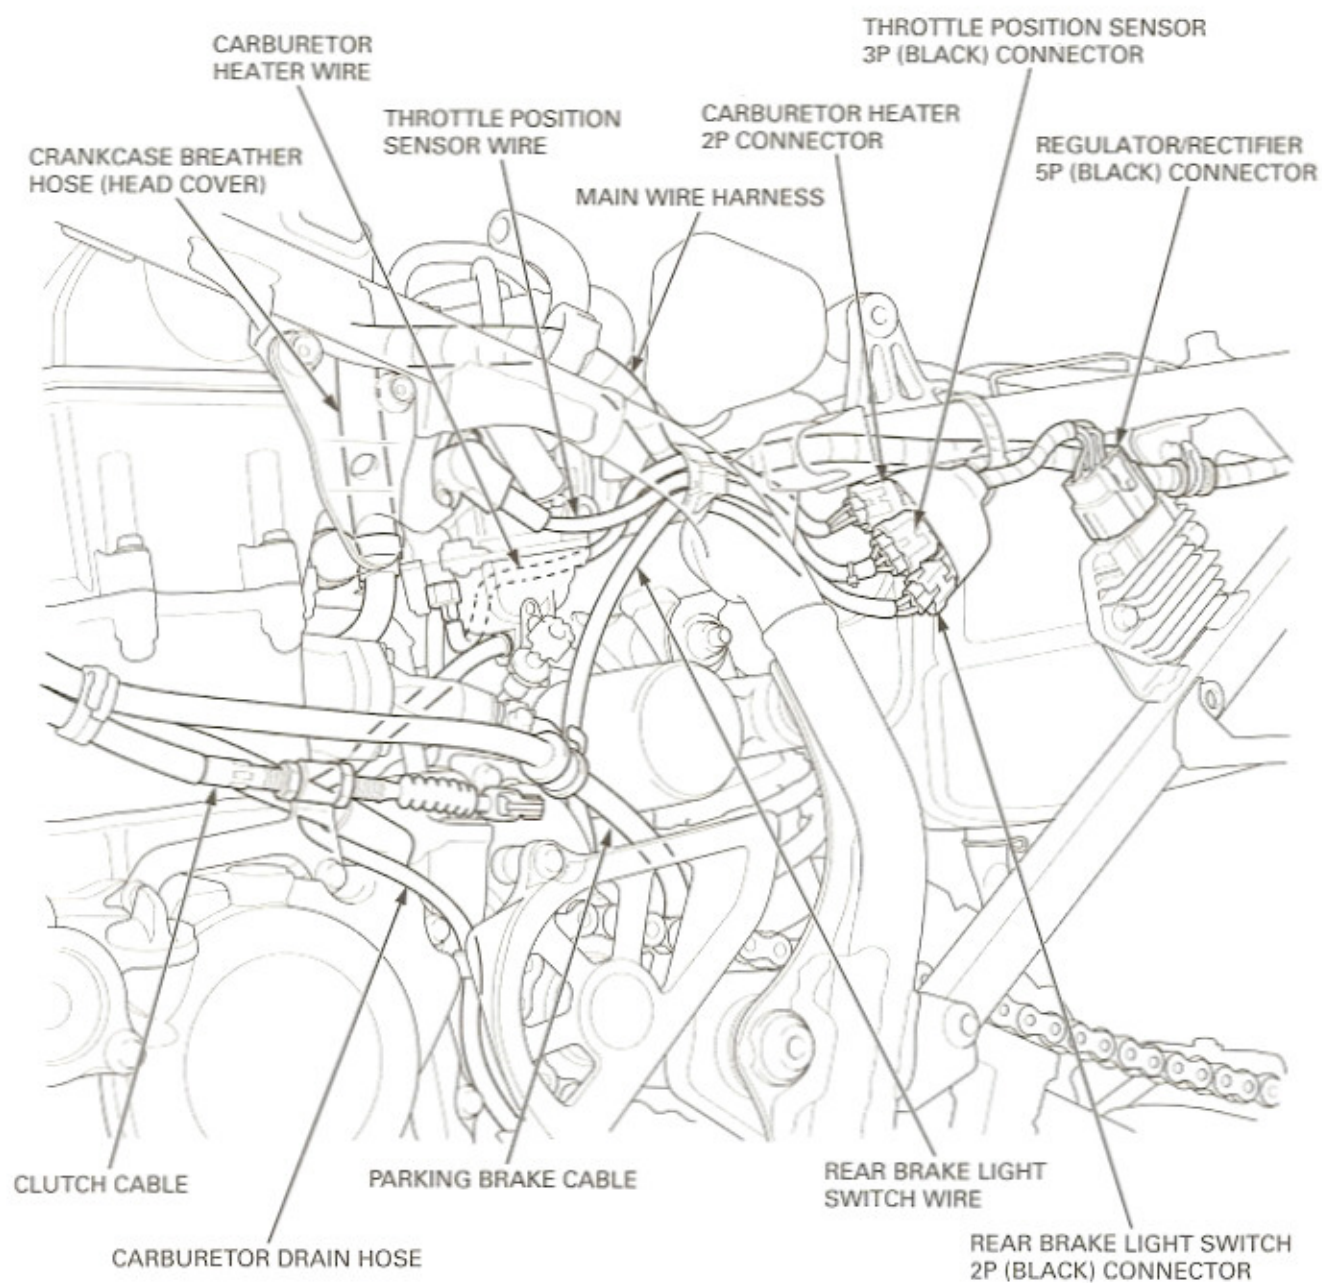 THROTTLE POSITION SENSOR
3P (BLACK) CONNECTOR
CARBURETOR
HEATER WIRE
THROTTLE POSITION
SENSOR WIRE
CARBURETOR HEATER
2P CONNECTOR
REGULATOR/RECTIFIER
5P (BLACK) CONNECTOR
CRANKCASE BREATHER
HOSE (HEAD COVER)
MAIN WIRE HARNESS
CLUTCH CABLE
PARKING BRAKE CABLE
REAR BRAKE LIGHT
SWITCH WIRE
CARBURETOR DRAIN HOSE
REAR BRAKE LIGHT SWITCH
2P (BLACK) CONNECTOR